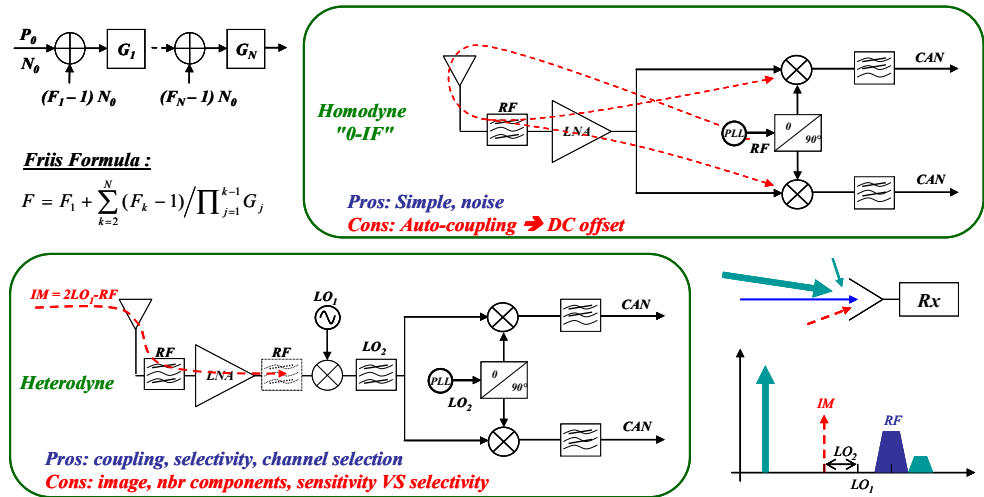 P0
N0
G1
GN
(F1 – 1) N0
(FN – 1) N0
Friis Formula :
F = F1 + ∑ k=2 N (Fk − 1) / ∏ j=1 k−1 Gj
Homodyne
"0-IF"
RF
LNA
PLL
RF
0
90°
CAN
CAN
Pros: Simple, noise
Cons: Auto-coupling ➔ DC offset
IM = 2LO1-RF
Heterodyne
RF
LNA
RF
LO1
LO2
PLL
LO2
0
90°
CAN
CAN
Pros: coupling, selectivity, channel selection
Cons: image, nbr components, sensitivity VS selectivity
Rx
IM
RF
LO2
LO1